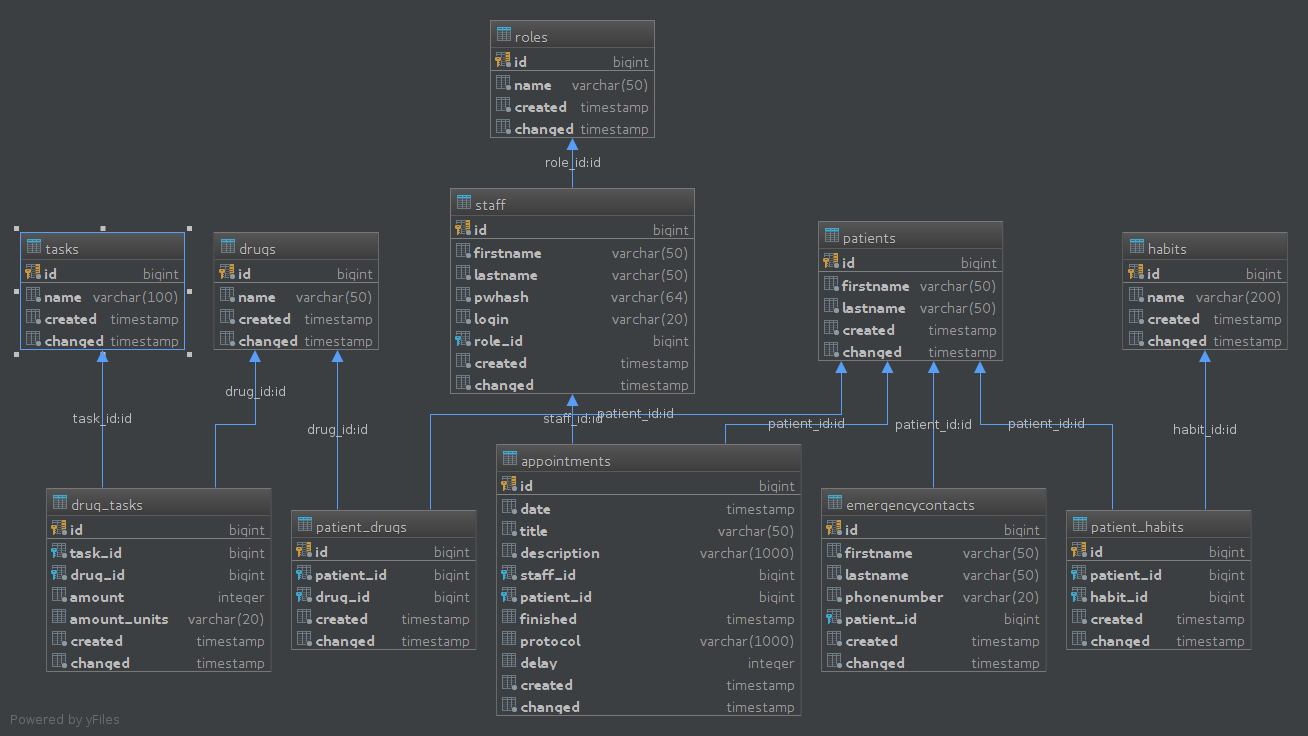 roles
id bigint
name varchar(50)
created timestamp
changed timestamp
role_id:id
staff
id bigint
firstname varchar(50)
lastname varchar(50)
pwhash varchar(64)
login varchar(20)
role_id bigint
created timestamp
changed timestamp
tasks
id bigint
name varchar(100)
created timestamp
changed timestamp
drugs
id bigint
name varchar(50)
created timestamp
changed timestamp
patients
id bigint
firstname varchar(50)
lastname varchar(50)
created timestamp
changed timestamp
habits
id bigint
name varchar(200)
created timestamp
changed timestamp
task_id:id
drug_id:id
drug_id:id
staff_id:id
patient_id:id
patient_id:id
patient_id:id
patient_id:id
habit_id:id
drug_tasks
id bigint
task_id bigint
drug_id bigint
amount integer
amount_units varchar(20)
created timestamp
changed timestamp
patient_drugs
id bigint
patient_id bigint
drug_id bigint
created timestamp
changed timestamp
appointments
id bigint
date timestamp
title varchar(50)
description varchar(1000)
staff_id bigint
patient_id bigint
finished timestamp
protocol varchar(1000)
delay integer
created timestamp
changed timestamp
emergencycontacts
id bigint
firstname varchar(50)
lastname varchar(50)
phonenumber varchar(20)
patient_id bigint
created timestamp
changed timestamp
patient_habits
id bigint
patient_id bigint
habit_id bigint
created timestamp
changed timestamp
Powered by yFiles